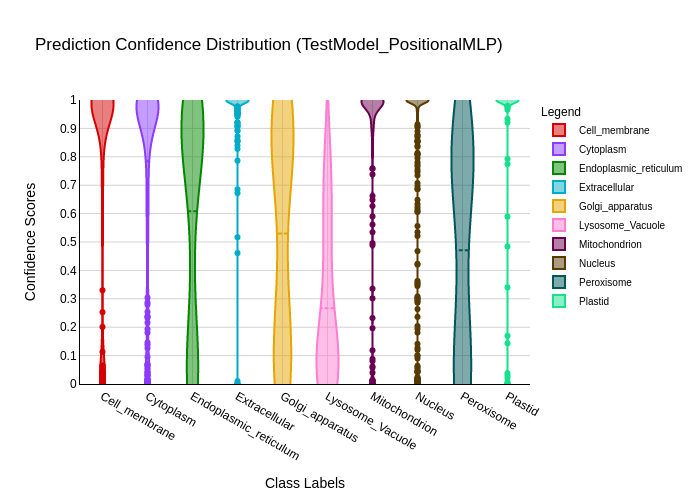 Prediction Confidence Distribution (TestModel_PositionalMLP)
Legend
Cell_membrane
Cytoplasm
Endoplasmic_reticulum
Extracellular
Golgi_apparatus
Lysosome_Vacuole
Mitochondrion
Nucleus
Peroxisome
Plastid
Confidence Scores
1
0.9
0.8
0.7
0.6
0.5
0.4
0.3
0.2
0.1
0
Cell_membrane
Cytoplasm
Endoplasmic_reticulum
Extracellular
Golgi_apparatus
Lysosome_Vacuole
Mitochondrion
Nucleus
Peroxisome
Plastid
Class Labels